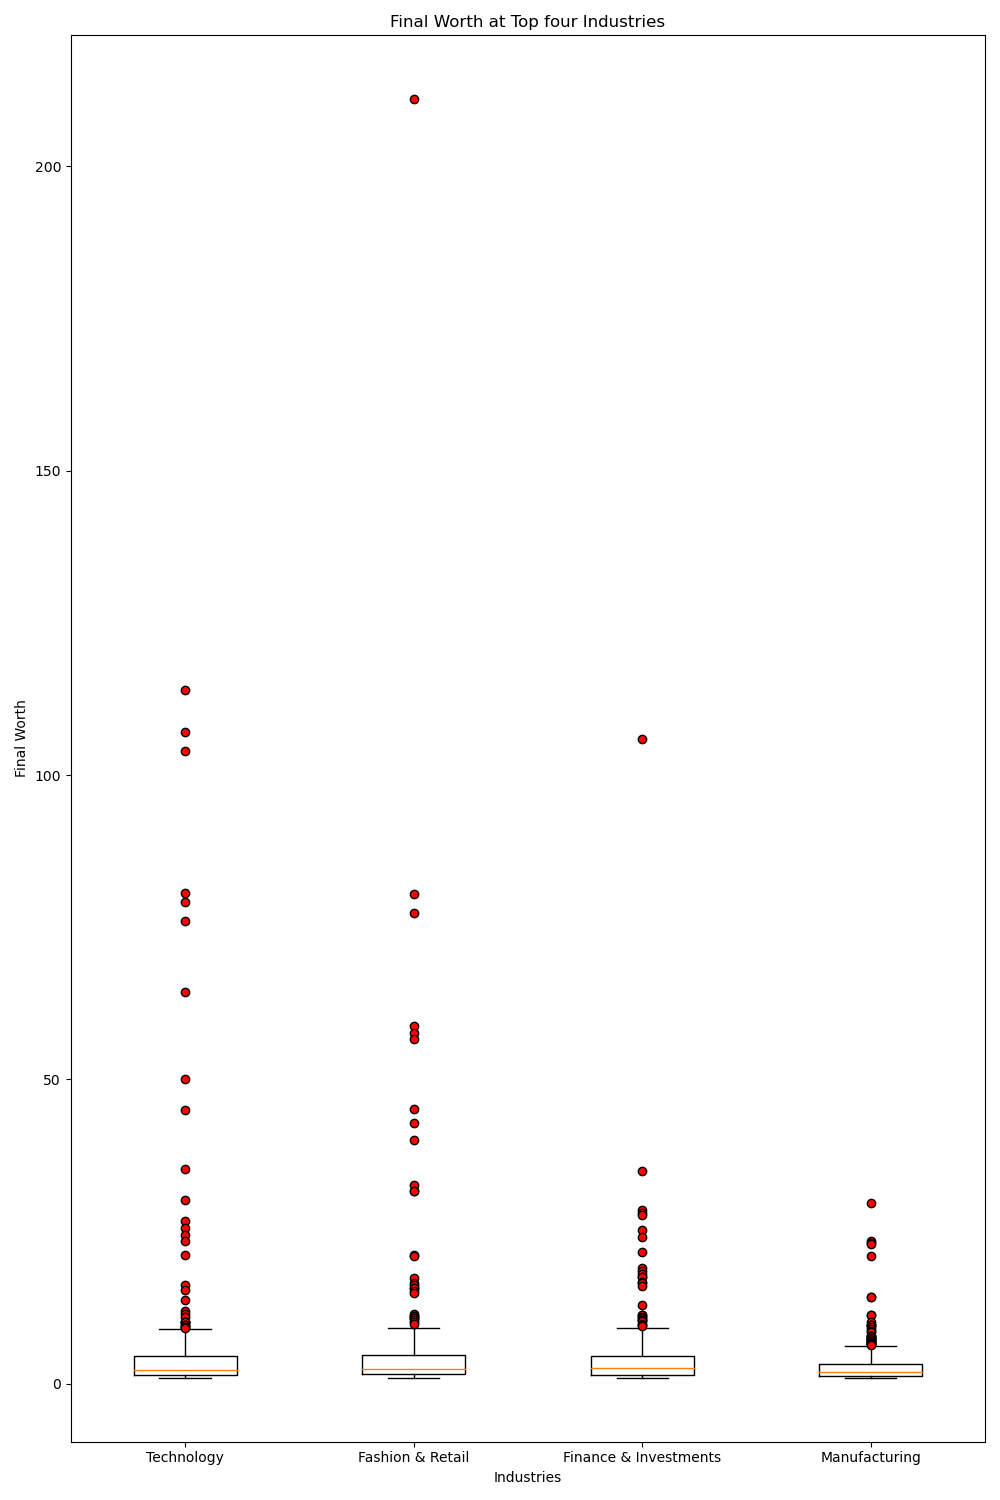 Final Worth at Top four Industries
Final Worth
200
150
100
50
0
Technology
Fashion & Retail
Finance & Investments
Manufacturing
Industries